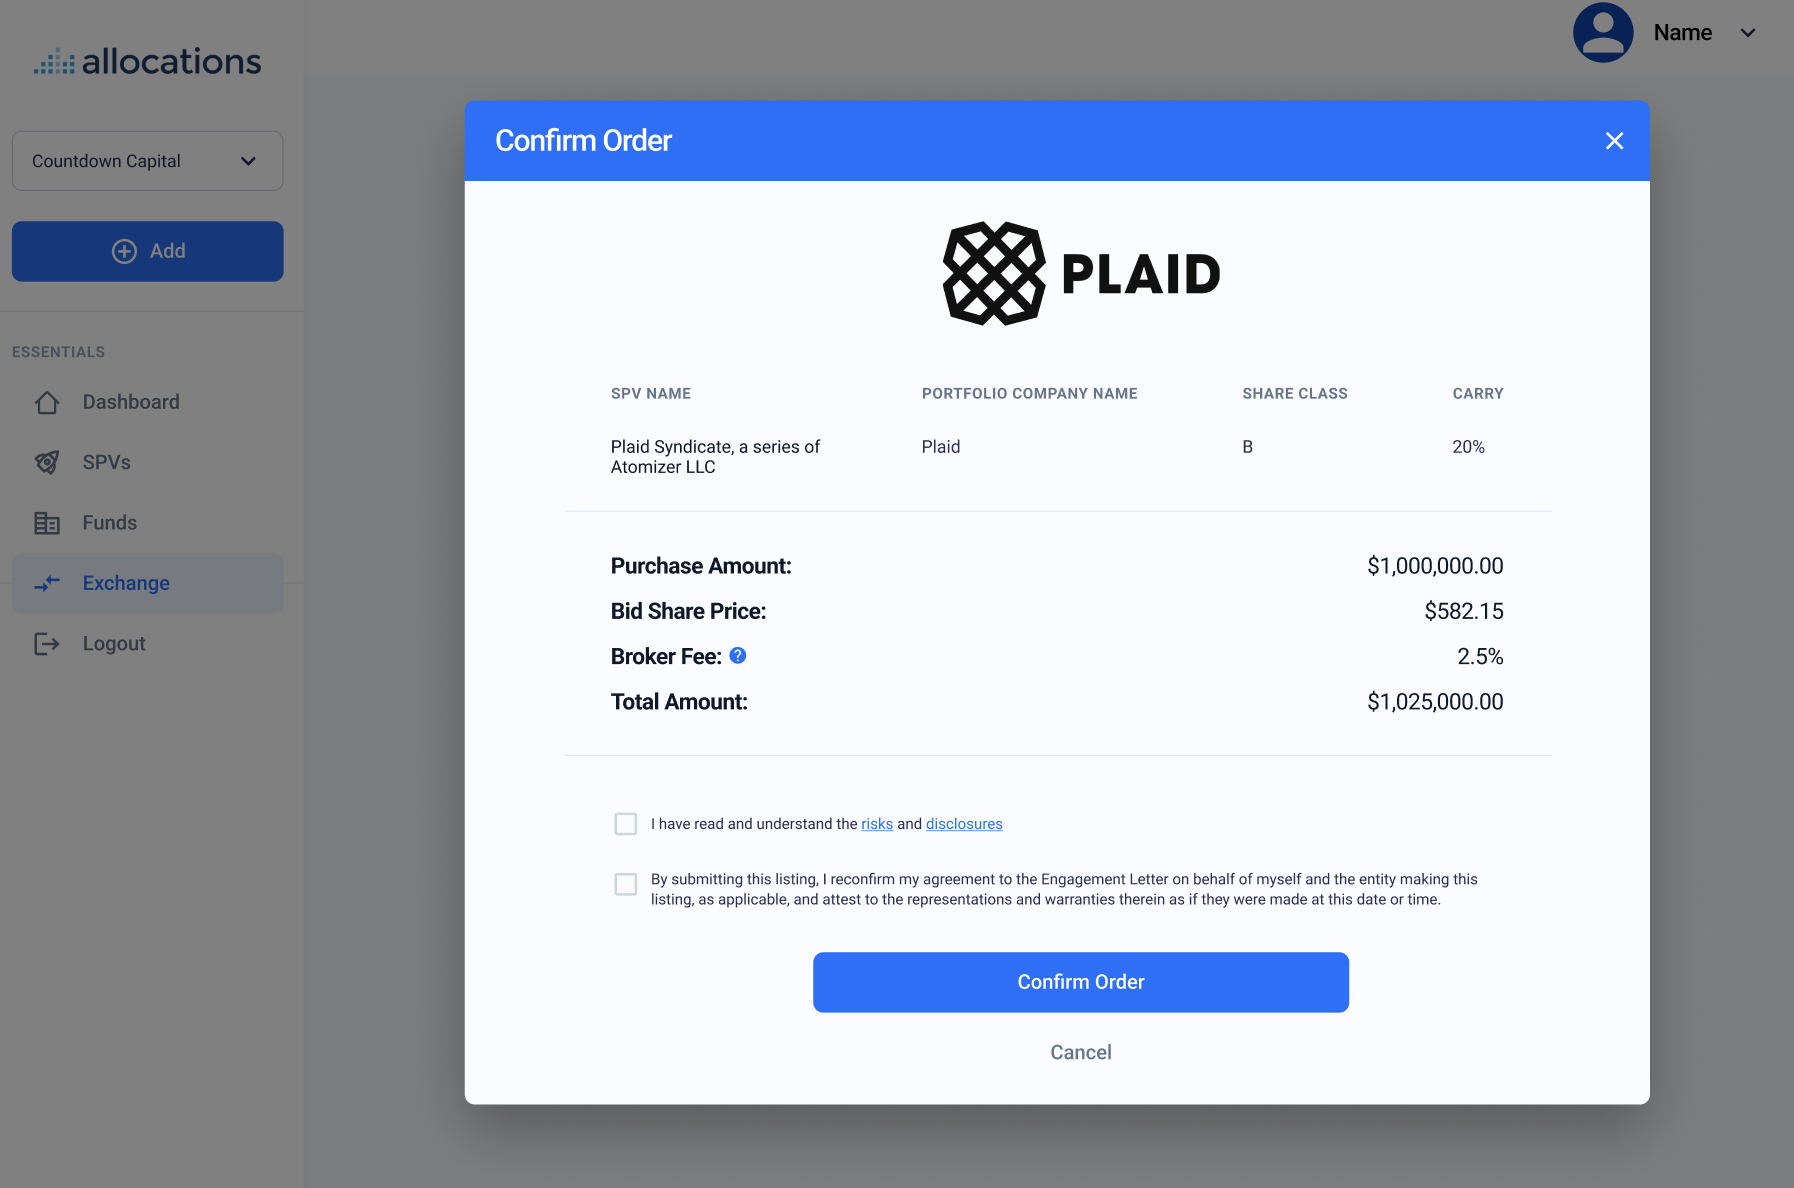 allocations
Name
Countdown Capital
Add
ESSENTIALS
Dashboard
SPVs
Funds
Exchange
Logout
Confirm Order
PLAID
SPV NAME PORTFOLIO COMPANY NAME SHARE CLASS CARRY
Plaid Syndicate, a series of Plaid B 20%
Atomizer LLC
Purchase Amount: $1,000,000.00
Bid Share Price: $582.15
Broker Fee: ? 2.5%
Total Amount: $1,025,000.00
I have read and understand the risks and disclosures
By submitting this listing, I reconfirm my agreement to the Engagement Letter on behalf of myself and the entity making this
listing, as applicable, and attest to the representations and warranties therein as if they were made at this date or time.
Confirm Order
Cancel